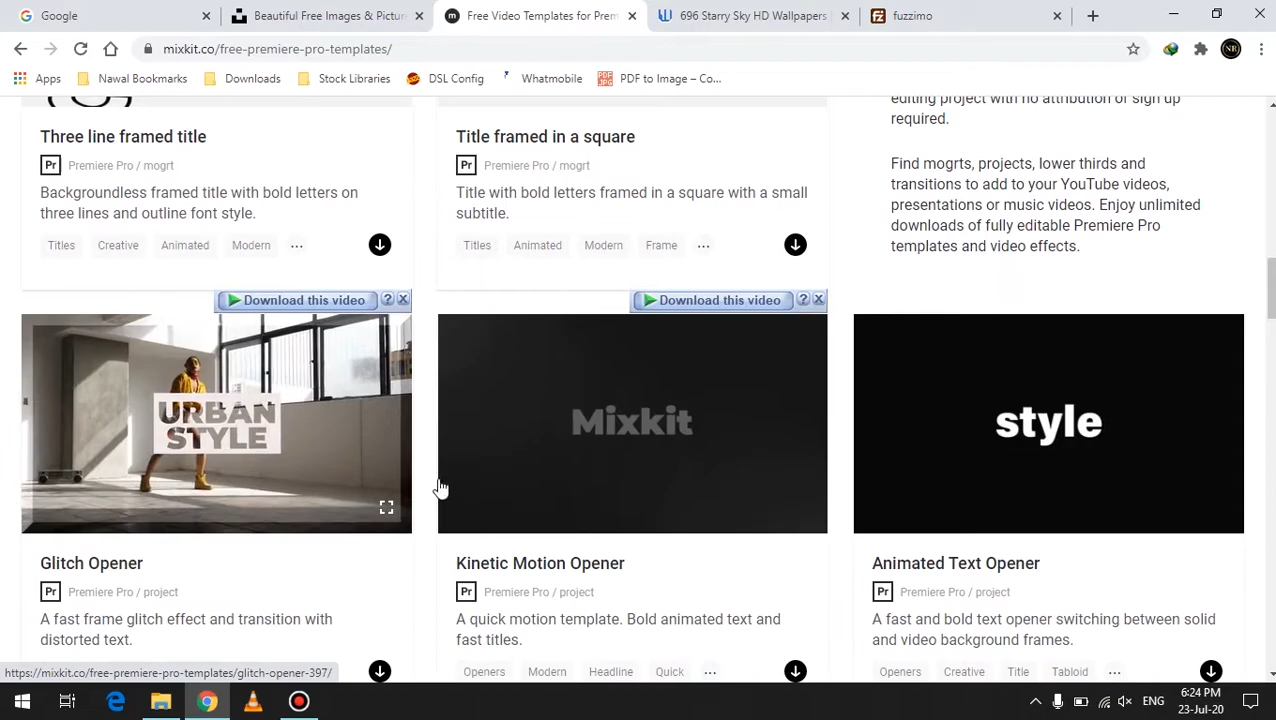 Google
Beautiful Free Images & Pictur
Free Video Templates for Prem
696 Starry Sky HD Wallpapers
fuzzimo
mixkit.co/free-premiere-pro-templates/
Apps
Nawal Bookmarks
Downloads
Stock Libraries
DSL Config
Whatmobile
PDF to Image – Co...
editing project with no attribution or sign up
required.
Find mogrts, projects, lower thirds and
transitions to add to your YouTube videos,
presentations or music videos. Enjoy unlimited
downloads of fully editable Premiere Pro
templates and video effects.
Three line framed title
Pr Premiere Pro / mogrt
Backgroundless framed title with bold letters on
three lines and outline font style.
Titles Creative Animated Modern ...
Title framed in a square
Pr Premiere Pro / mogrt
Title with bold letters framed in a square with a small
subtitle.
Titles Animated Modern Frame ...
Download this video ? X
Download this video ? X
URBAN
STYLE
Mixkit
style
Glitch Opener
Pr Premiere Pro / project
A fast frame glitch effect and transition with
distorted text.
Kinetic Motion Opener
Pr Premiere Pro / project
A quick motion template. Bold animated text and
fast titles.
Openers Modern Headline Quick ...
Animated Text Opener
Pr Premiere Pro / project
A fast and bold text opener switching between solid
and video background frames.
Openers Creative Title Tabloid ...
https://mixkit.co/free-premiere-pro-templates/glitch-opener-397/
ENG
6:24 PM
23-Jul-20